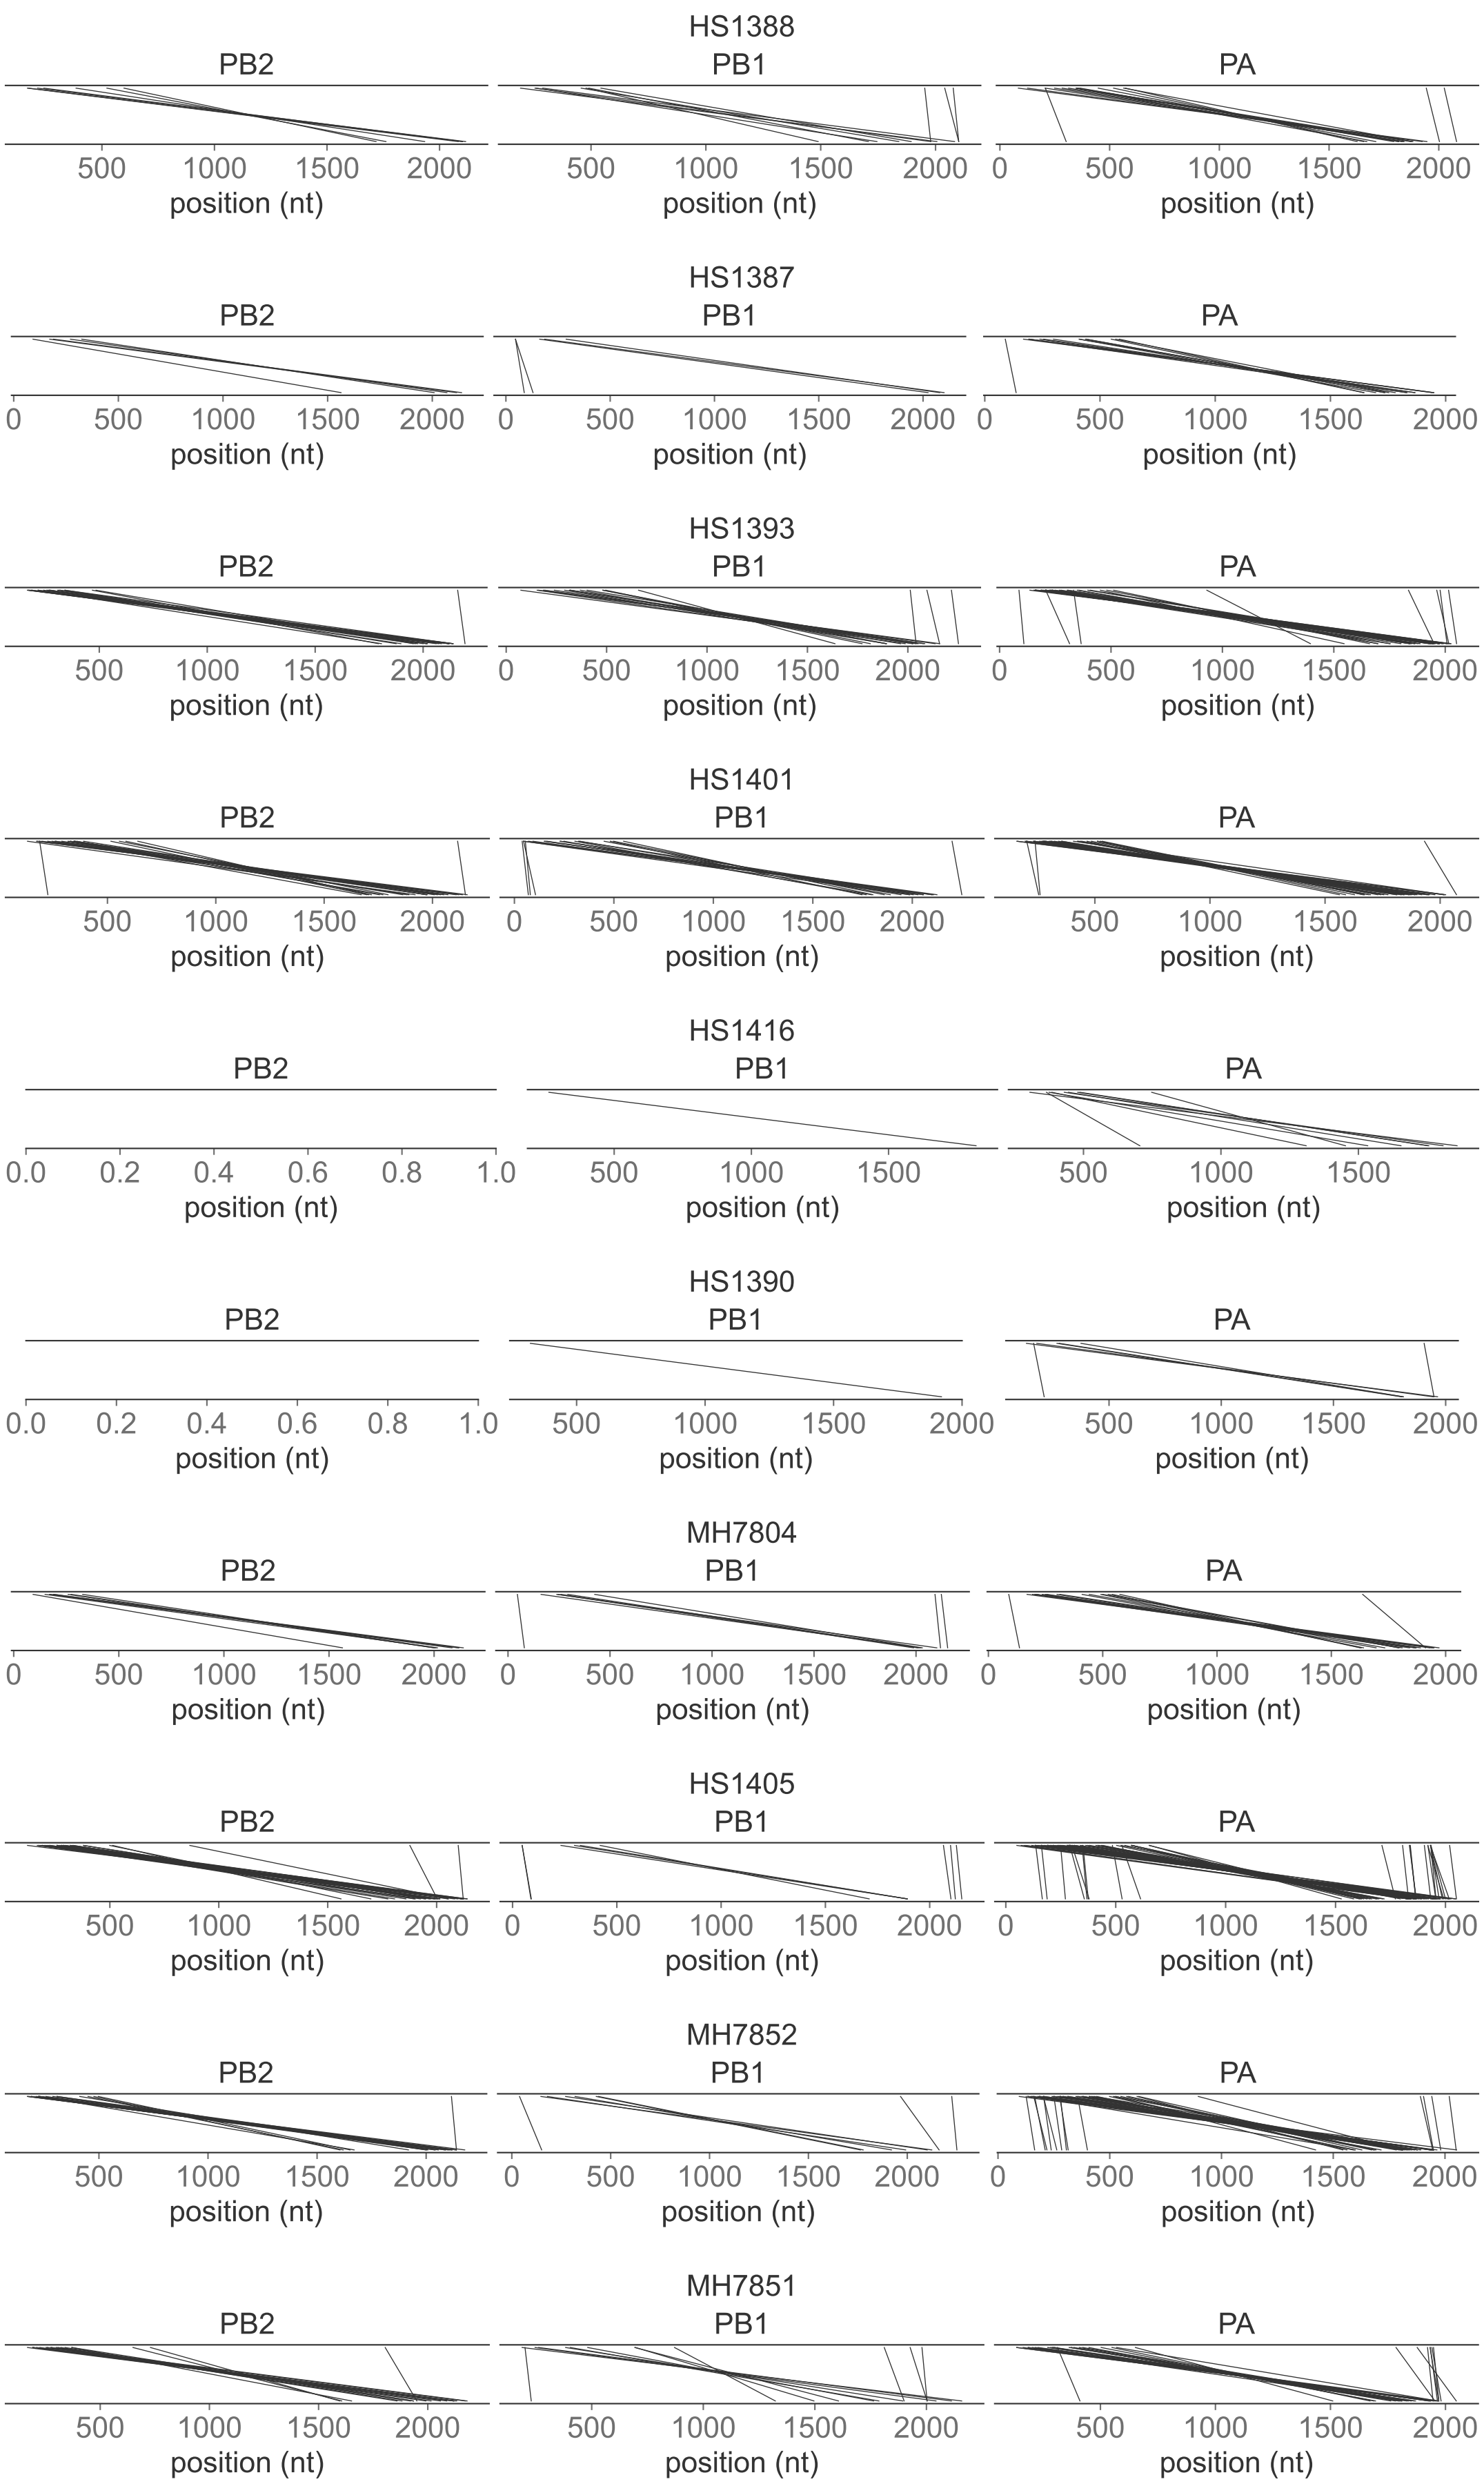 HS1388
PB2 PB1 PA
500 1000 1500 2000 500 1000 1500 2000 0 500 1000 1500 2000
position (nt) position (nt) position (nt)
HS1387
PB2 PB1 PA
0 500 1000 1500 2000 0 500 1000 1500 2000 0 500 1000 1500 2000
position (nt) position (nt) position (nt)
HS1393
PB2 PB1 PA
500 1000 1500 2000 0 500 1000 1500 2000 0 500 1000 1500 2000
position (nt) position (nt) position (nt)
HS1401
PB2 PB1 PA
500 1000 1500 2000 0 500 1000 1500 2000 500 1000 1500 2000
position (nt) position (nt) position (nt)
HS1416
PB2 PB1 PA
0.0 0.2 0.4 0.6 0.8 1.0 500 1000 1500 500 1000 1500
position (nt) position (nt) position (nt)
HS1390
PB2 PB1 PA
0.0 0.2 0.4 0.6 0.8 1.0 500 1000 1500 2000 500 1000 1500 2000
position (nt) position (nt) position (nt)
MH7804
PB2 PB1 PA
0 500 1000 1500 2000 0 500 1000 1500 2000 0 500 1000 1500 2000
position (nt) position (nt) position (nt)
HS1405
PB2 PB1 PA
500 1000 1500 2000 0 500 1000 1500 2000 0 500 1000 1500 2000
position (nt) position (nt) position (nt)
MH7852
PB2 PB1 PA
500 1000 1500 2000 0 500 1000 1500 2000 0 500 1000 1500 2000
position (nt) position (nt) position (nt)
MH7851
PB2 PB1 PA
500 1000 1500 2000 500 1000 1500 2000 500 1000 1500 2000
position (nt) position (nt) position (nt)